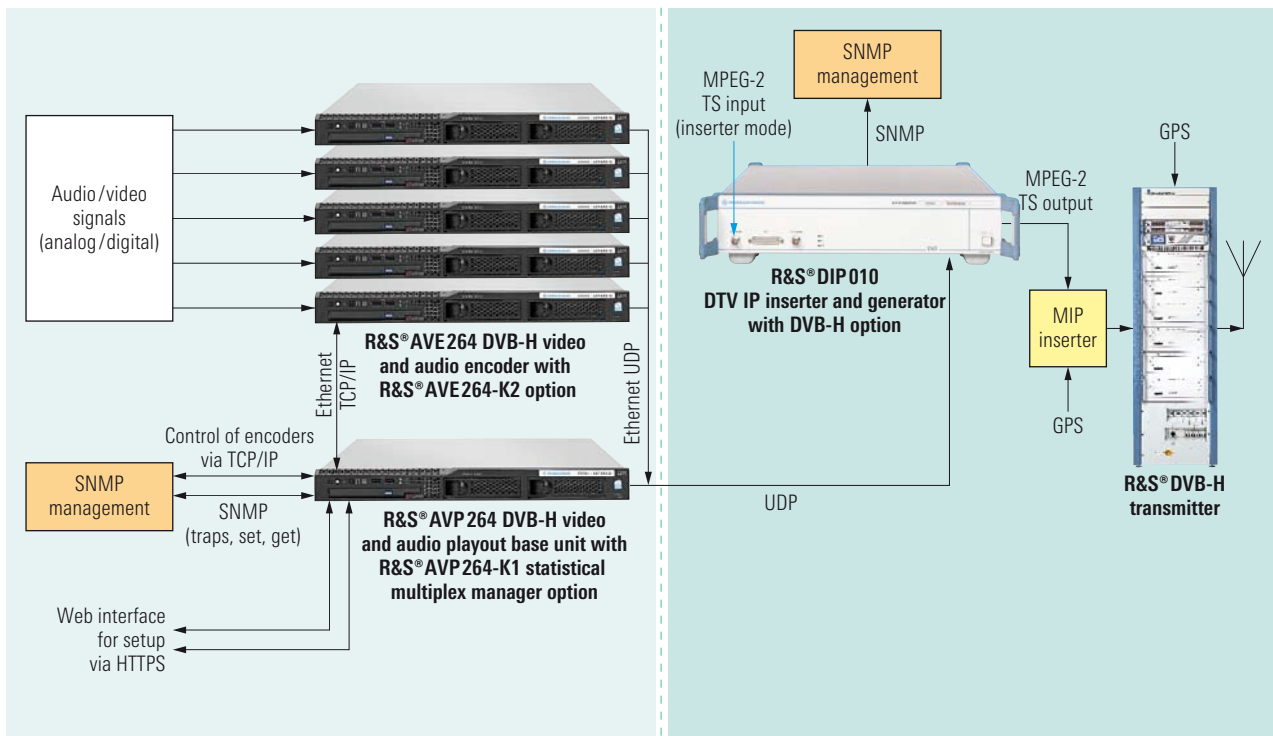 Audio/video
signals
(analog/digital)
R&S®AVE264 DVB-H video
and audio encoder with
R&S®AVE264-K2 option
Ethernet
TCP/IP
Ethernet UDP
Control of encoders
via TCP/IP
SNMP
management
SNMP
(traps, set, get)
R&S®AVP264 DVB-H video
and audio playout base unit with
R&S®AVP264-K1 statistical
multiplex manager option
Web interface
for setup
via HTTPS
UDP
SNMP
management
MPEG-2
TS input
(inserter mode)
SNMP
MPEG-2
TS output
R&S®DIP010
DTV IP inserter and generator
with DVB-H option
MIP
inserter
GPS
GPS
R&S®DVB-H
transmitter